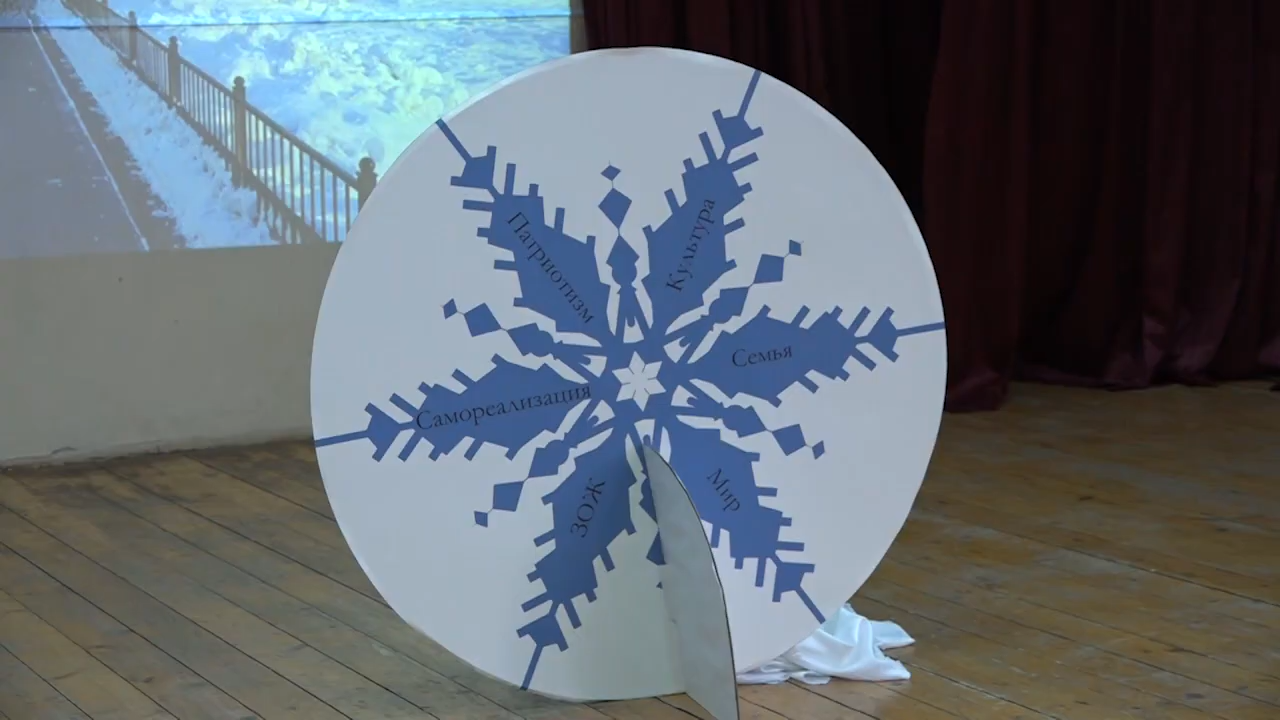 Патриотизм
Культура
Семья
Самореализация
ЗОЖ
Мир